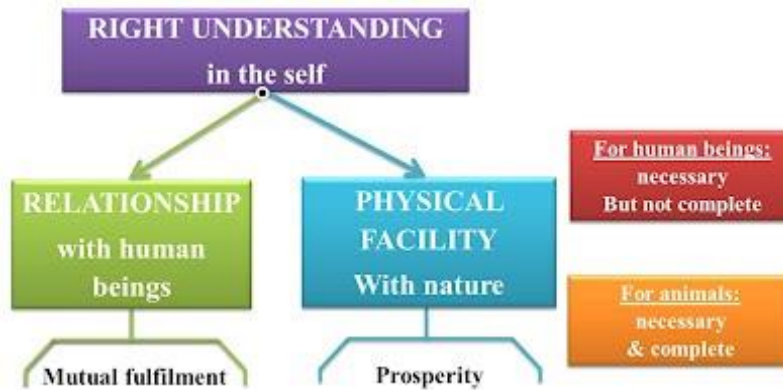 RIGHT UNDERSTANDING
in the self
RELATIONSHIP
with human
beings
PHYSICAL
FACILITY
With nature
For human beings:
necessary
But not complete
For animals:
necessary
& complete
Mutual fulfilment
Prosperity